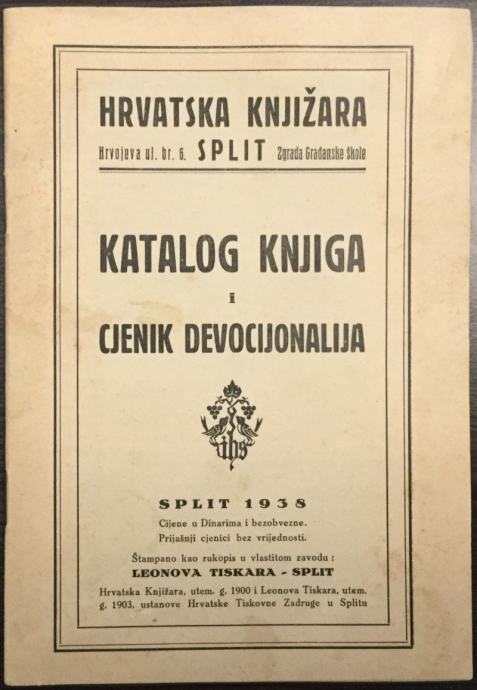 HRVATSKA KNJIŽARA
Hrvojeva ul. br. 6. SPLIT Zgrada Građanske Škole
KATALOG KNJIGA
i
CJENIK DEVOCIJONALIJA
ihs
SPLIT 1938
Cijene u Dinarima i bezobvezne.
Prijašnji cjenici bez vrijednosti.
Štampano kao rukopis u vlastitom zavodu :
LEONOVA TISKARA - SPLIT
Hrvatska Knjižara, utem. g. 1900 i Leonova Tiskara, utem.
g. 1903, ustanove Hrvatske Tiskovne Zadruge u Splitu